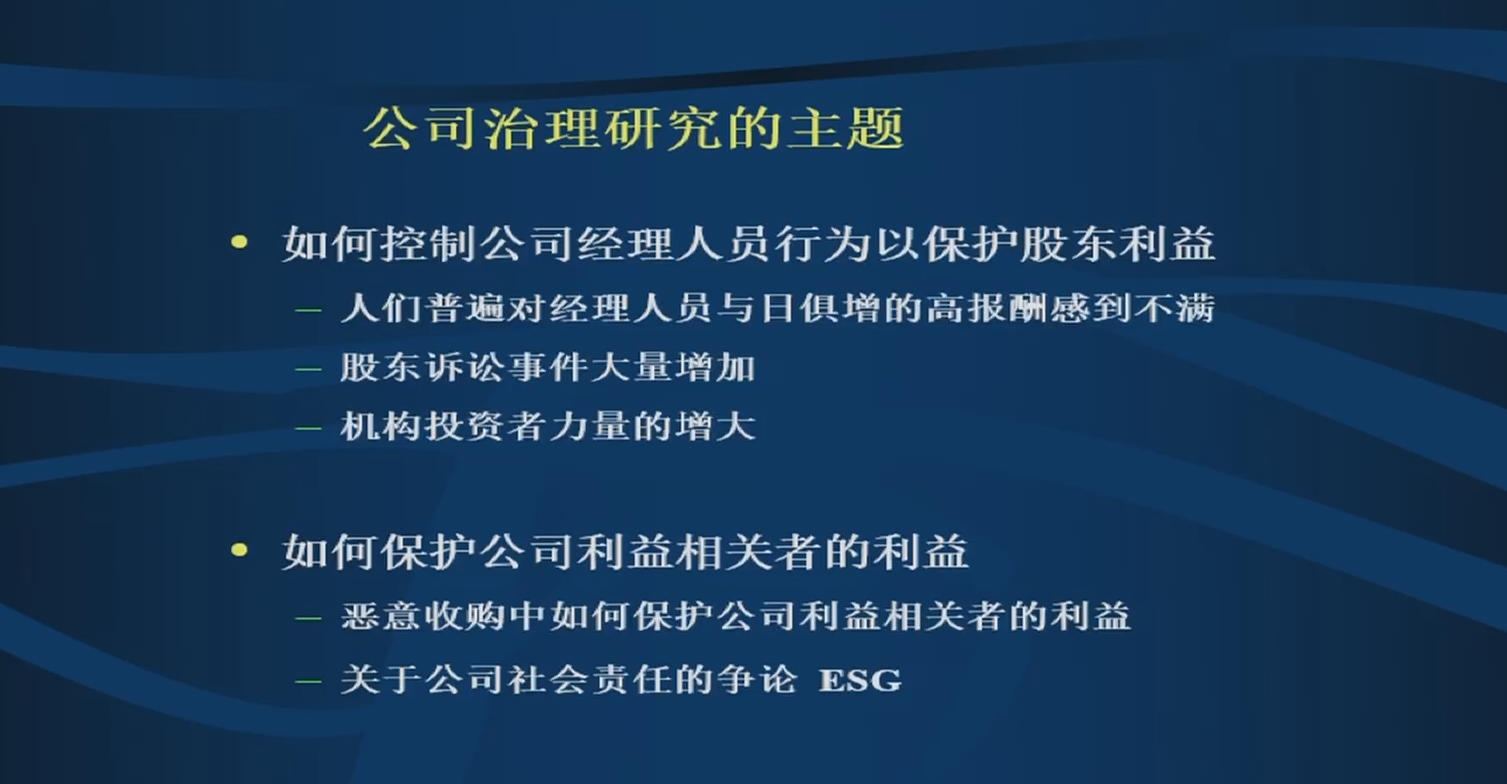 公司治理研究的主题
• 如何控制公司经理人员行为以保护股东利益
— 人们普遍对经理人员与日俱增的高报酬感到不满
— 股东诉讼事件大量增加
— 机构投资者力量的增大
• 如何保护公司利益相关者的利益
— 恶意收购中如何保护公司利益相关者的利益
— 关于公司社会责任的争论 ESG